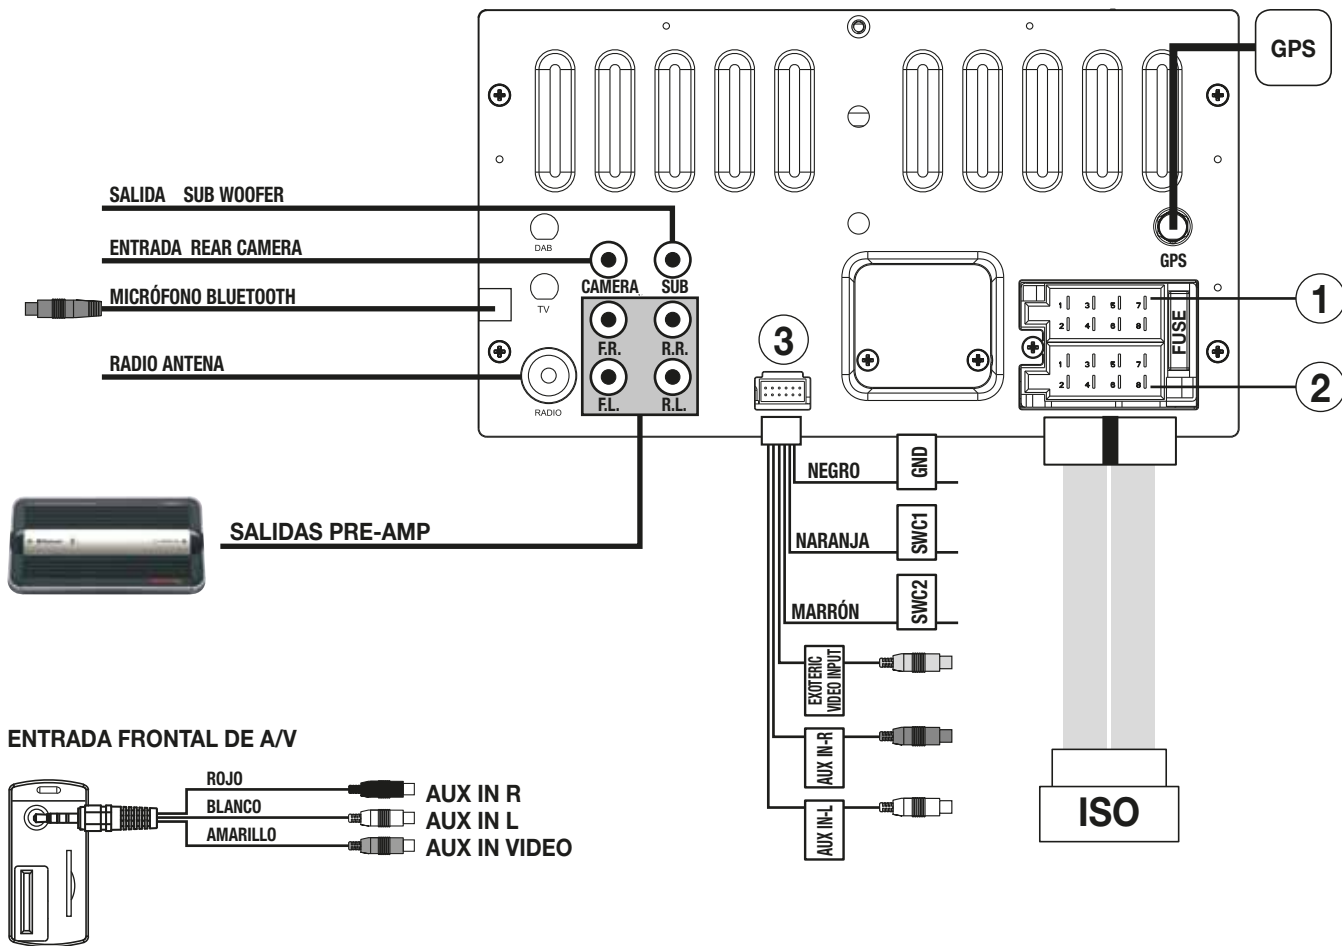 GPS
SALIDA SUB WOOFER
DAB
ENTRADA REAR CAMERA
GPS
CAMERA SUB
MICRÓFONO BLUETOOTH
TV
1 3 5 7
2 4 6 8
FUSE
1
F.R. R.R.
3
RADIO ANTENA
1 3 5 7
2 4 6 8
2
F.L. R.L.
RADIO
NEGRO
GND
SALIDAS PRE-AMP
NARANJA
SWC1
MARRÓN
SWC2
EXOTERIC
VIDEO INPUT
ENTRADA FRONTAL DE A/V
AUX IN-R
ROJO
AUX IN R
BLANCO
AUX IN L
AMARILLO
AUX IN VIDEO
AUX IN-L
ISO